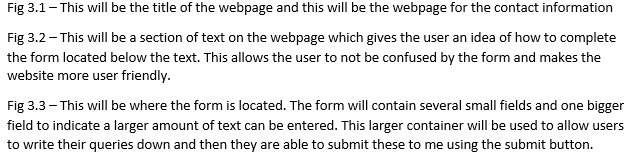 Fig 3.1 – This will be the title of the webpage and this will be the webpage for the contact information
Fig 3.2 – This will be a section of text on the webpage which gives the user an idea of how to complete
the form located below the text. This allows the user to not be confused by the form and makes the
website more user friendly.
Fig 3.3 – This will be where the form is located. The form will contain several small fields and one bigger
field to indicate a larger amount of text can be entered. This larger container will be used to allow users
to write their queries down and then they are able to submit these to me using the submit button.